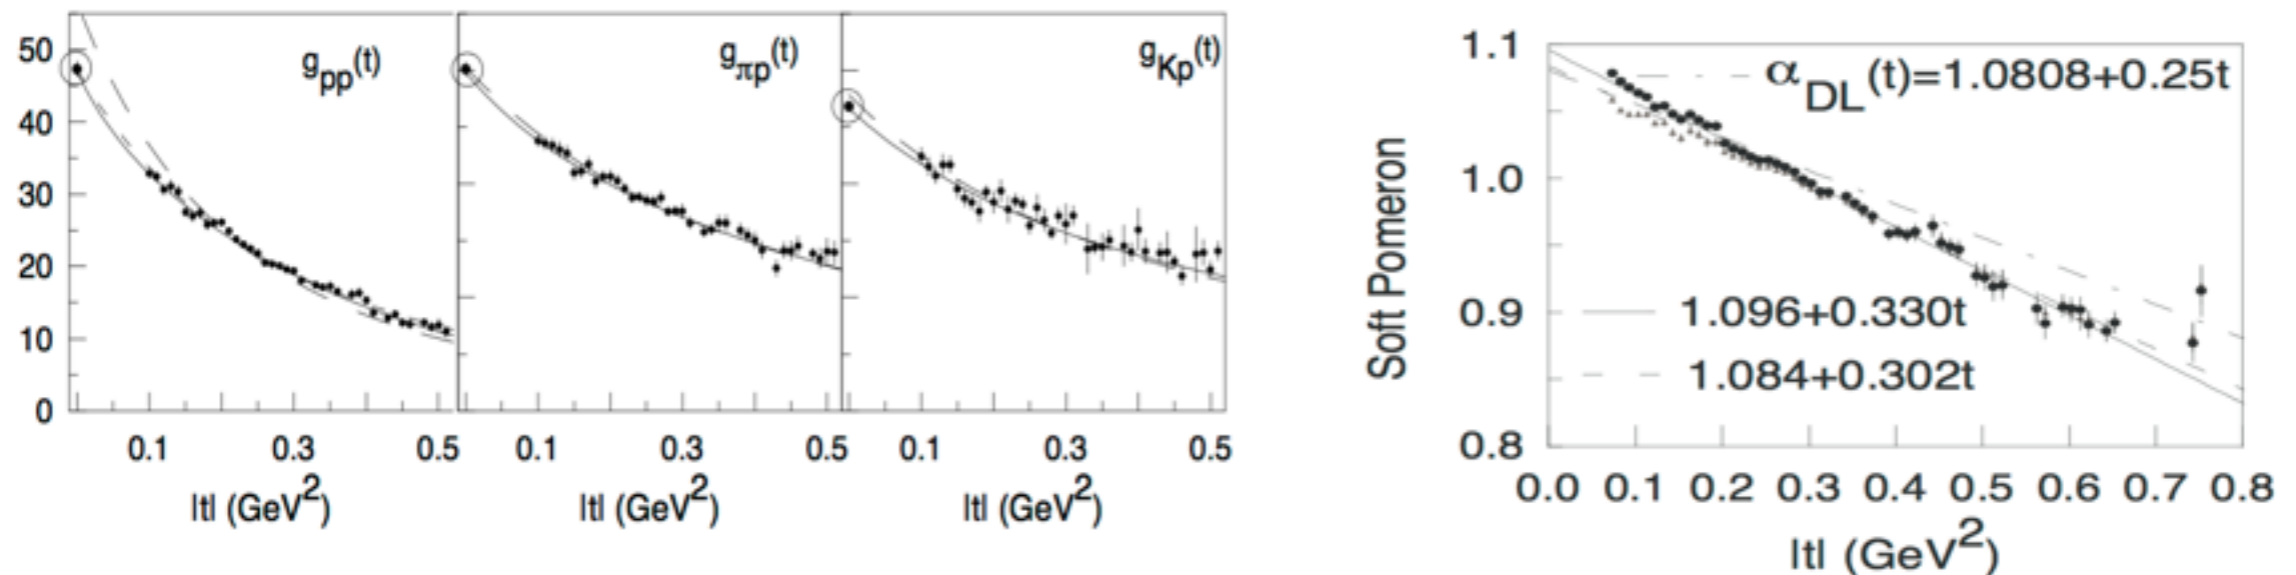 g_pp(t)
g_πp(t)
g_Kp(t)
50
40
30
20
10
0
0.1 0.3 0.5
0.1 0.3 0.5
0.1 0.3 0.5
|t| (GeV²)
|t| (GeV²)
|t| (GeV²)
Soft Pomeron
1.1
1.0
0.9
0.8
α_DL(t)=1.0808+0.25t
1.096+0.330t
1.084+0.302t
0.0 0.1 0.2 0.3 0.4 0.5 0.6 0.7 0.8
|t| (GeV²)